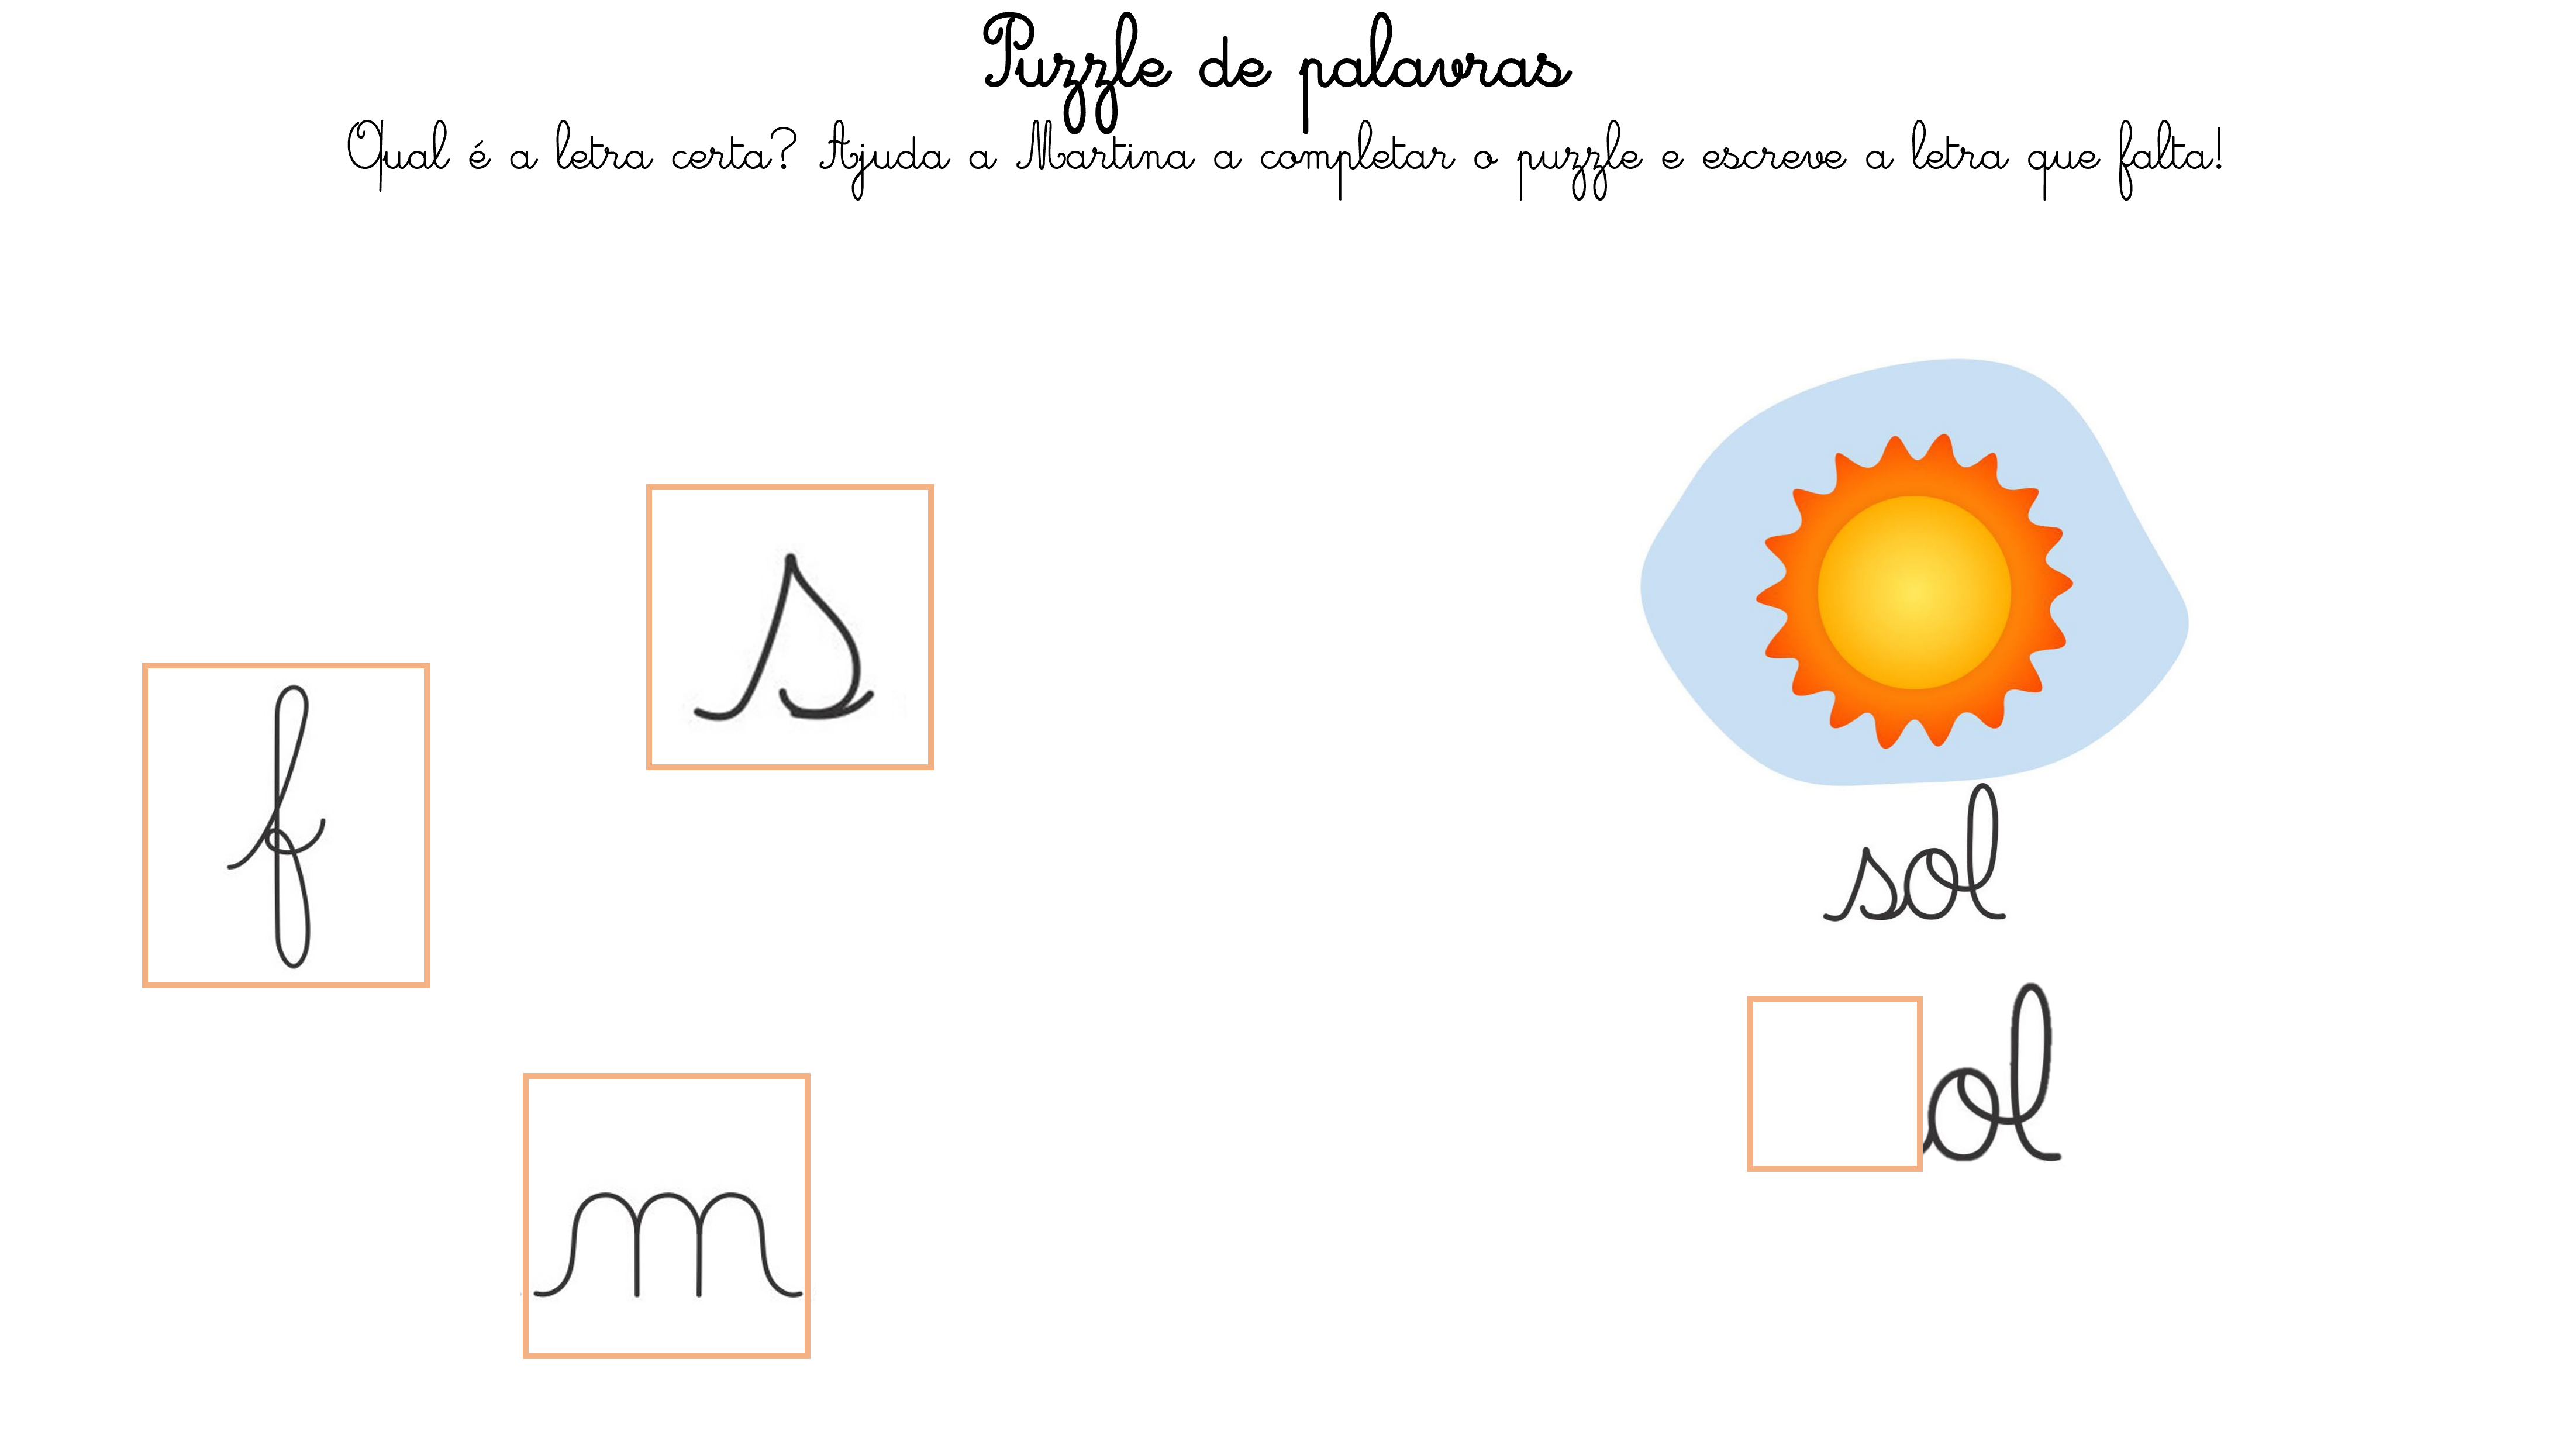 Puzzle de palavras
Qual é a letra certa? Ajuda a Martina a completar o puzzle e escreve a letra que falta!
s
f
m
sol
ol